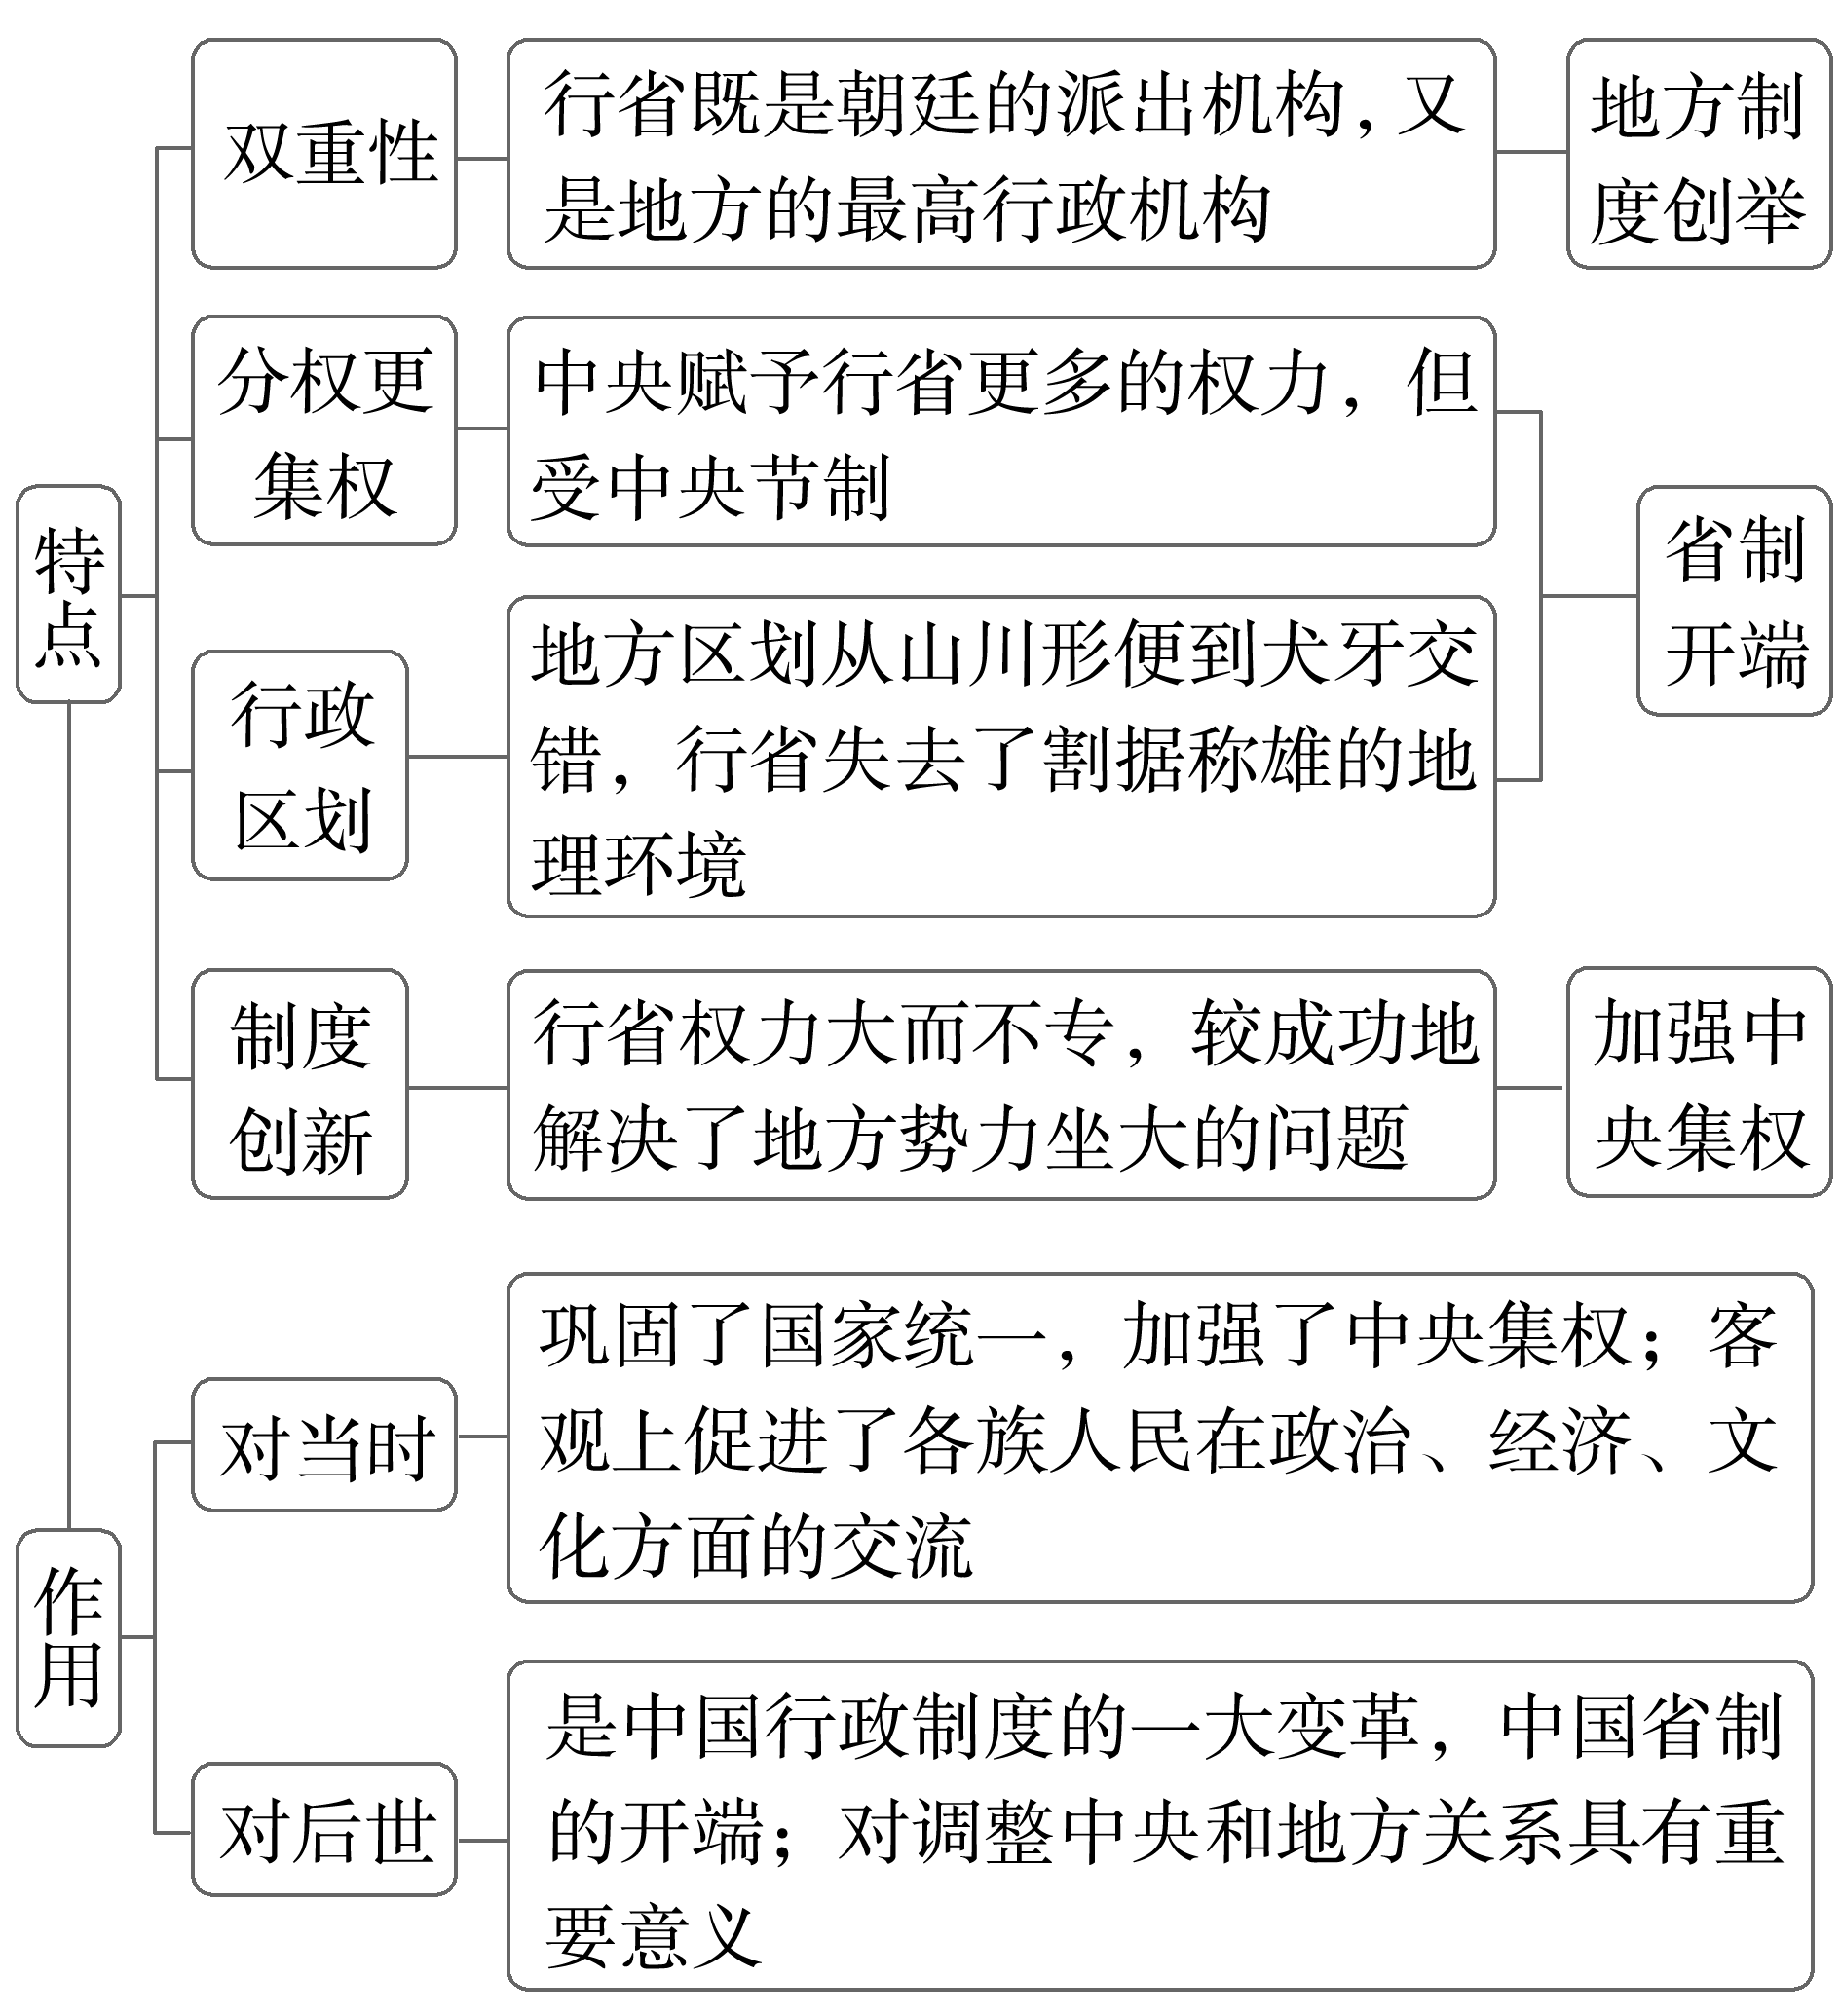 特点
双重性
行省既是朝廷的派出机构，又
是地方的最高行政机构
地方制
度创举
分权更
集权
中央赋予行省更多的权力，但
受中央节制
行政
区划
地方区划从山川形便到犬牙交
错，行省失去了割据称雄的地
理环境
省制
开端
制度
创新
行省权力大而不专，较成功地
解决了地方势力坐大的问题
加强中
央集权
作用
对当时
巩固了国家统一，加强了中央集权；客
观上促进了各族人民在政治、经济、文
化方面的交流
对后世
是中国行政制度的一大变革，中国省制
的开端；对调整中央和地方关系具有重
要意义